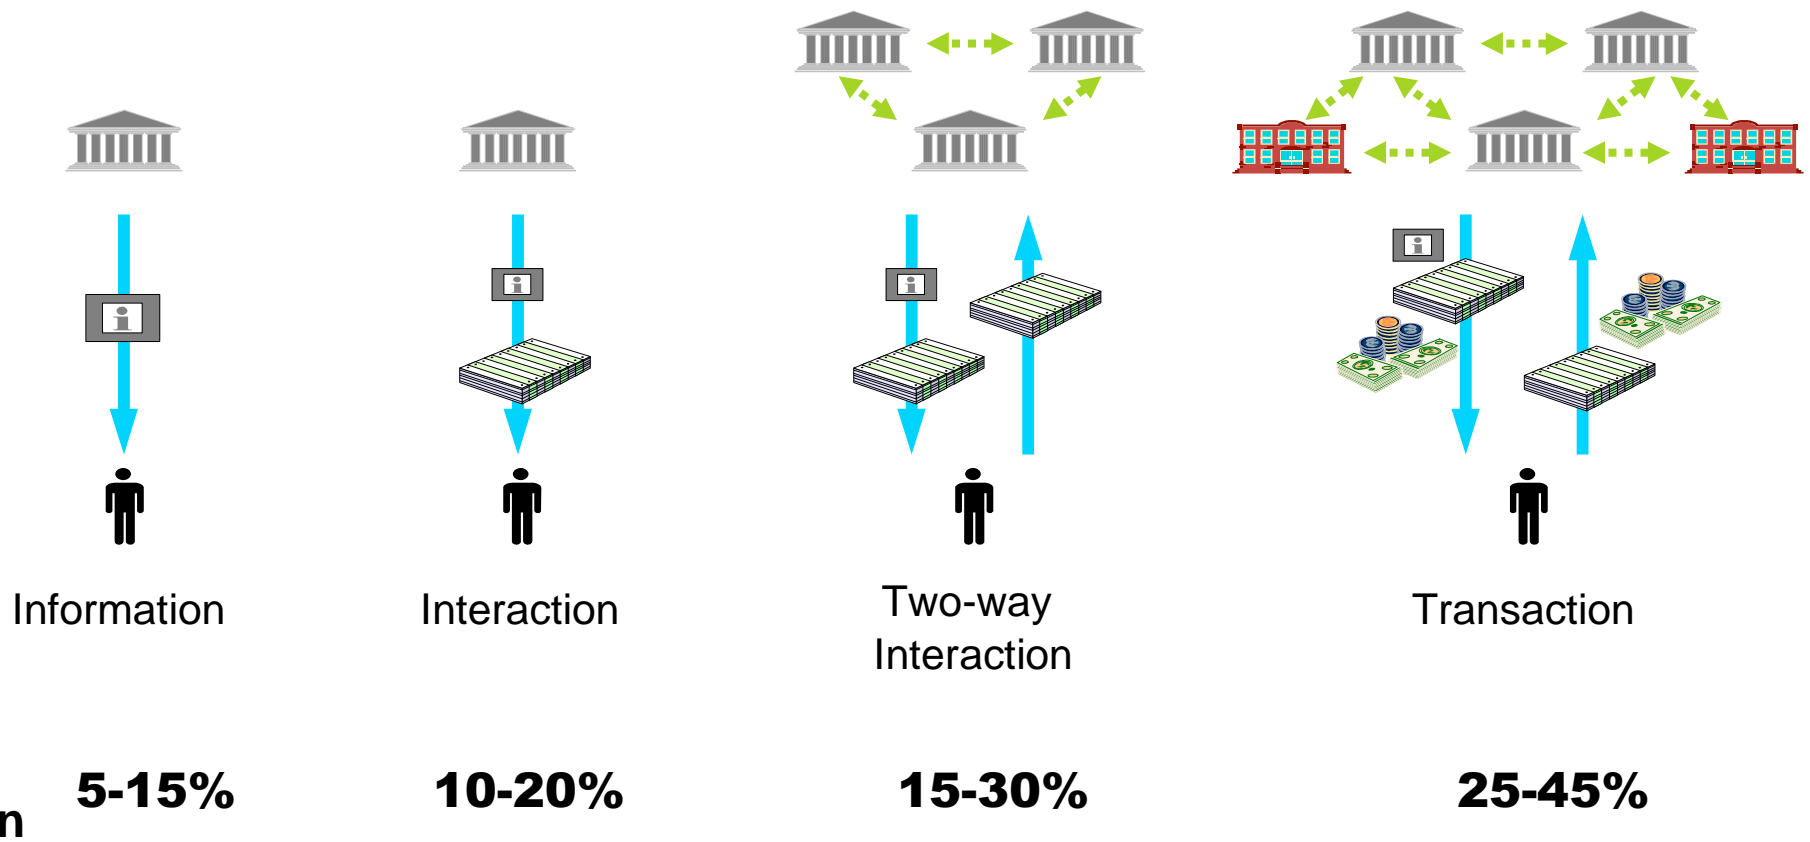 Information
Interaction
Two-way
Interaction
Transaction
5-15%
10-20%
15-30%
25-45%
n